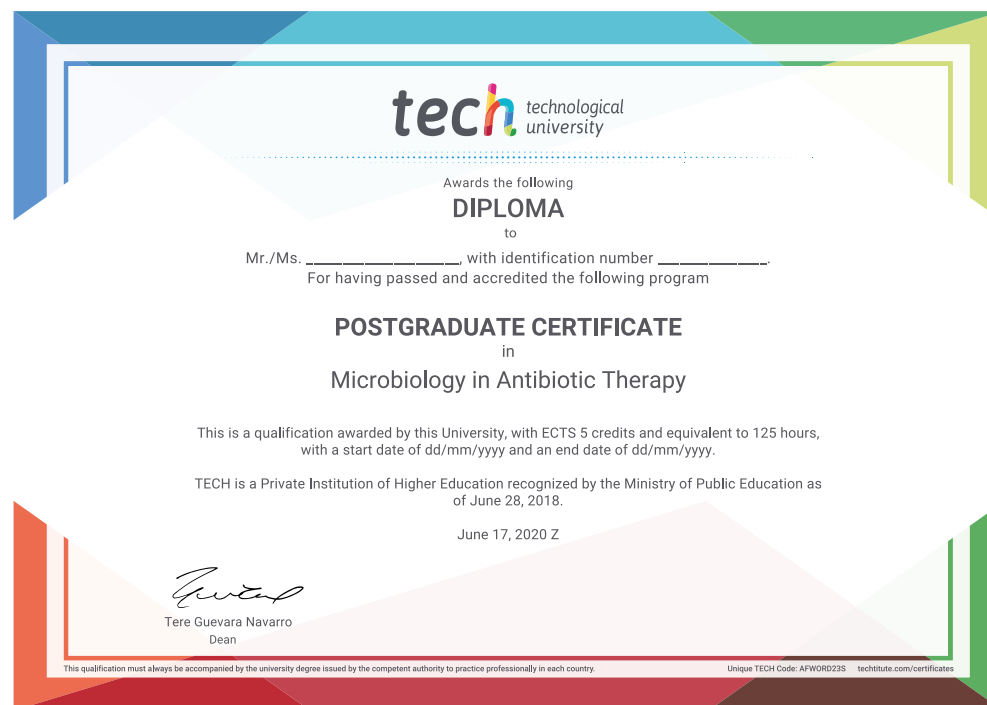 tech technological
university
Awards the following
DIPLOMA
to
Mr./Ms. ____________________, with identification number ______________.
For having passed and accredited the following program
POSTGRADUATE CERTIFICATE
in
Microbiology in Antibiotic Therapy
This is a qualification awarded by this University, with ECTS 5 credits and equivalent to 125 hours,
with a start date of dd/mm/yyyy and an end date of dd/mm/yyyy.
TECH is a Private Institution of Higher Education recognized by the Ministry of Public Education as
of June 28, 2018.
June 17, 2020 Z
Tere Guevara Navarro
Dean
This qualification must always be accompanied by the university degree issued by the competent authority to practice professionally in each country.
Unique TECH Code: AFWORD23S techtitute.com/certificates